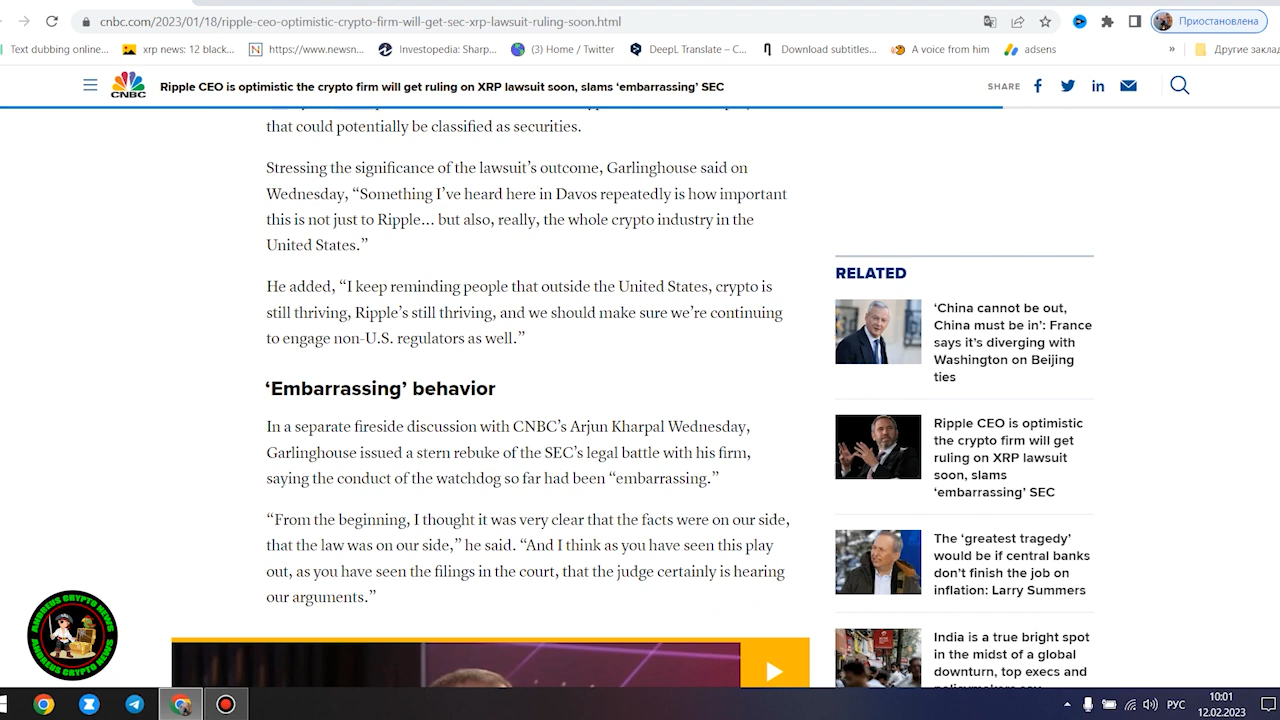 cnbc.com/2023/01/18/ripple-ceo-optimistic-crypto-firm-will-get-sec-xrp-lawsuit-ruling-soon.html
Приостановлена
Text dubbing online...
xrp news: 12 black...
https://www.newsn...
Investopedia: Sharp...
(3) Home / Twitter
DeepL Translate – C...
Download subtitles...
A voice from him
adsens
»
Другие закла
CNBC
Ripple CEO is optimistic the crypto firm will get ruling on XRP lawsuit soon, slams ‘embarrassing’ SEC
SHARE
that could potentially be classified as securities.
Stressing the significance of the lawsuit’s outcome, Garlinghouse said on
Wednesday, “Something I’ve heard here in Davos repeatedly is how important
this is not just to Ripple... but also, really, the whole crypto industry in the
United States.”
He added, “I keep reminding people that outside the United States, crypto is
still thriving, Ripple’s still thriving, and we should make sure we’re continuing
to engage non-U.S. regulators as well.”
‘Embarrassing’ behavior
In a separate fireside discussion with CNBC’s Arjun Kharpal Wednesday,
Garlinghouse issued a stern rebuke of the SEC’s legal battle with his firm,
saying the conduct of the watchdog so far had been “embarrassing.”
“From the beginning, I thought it was very clear that the facts were on our side,
that the law was on our side,” he said. “And I think as you have seen this play
out, as you have seen the filings in the court, that the judge certainly is hearing
our arguments.”
RELATED
‘China cannot be out,
China must be in’: France
says it’s diverging with
Washington on Beijing
ties
Ripple CEO is optimistic
the crypto firm will get
ruling on XRP lawsuit
soon, slams
‘embarrassing’ SEC
The ‘greatest tragedy’
would be if central banks
don’t finish the job on
inflation: Larry Summers
India is a true bright spot
in the midst of a global
downturn, top execs and
ANDREUS CRYPTO NEWS
ANDREUS CRYPTO NEWS
РУС
10:01
12.02.2023